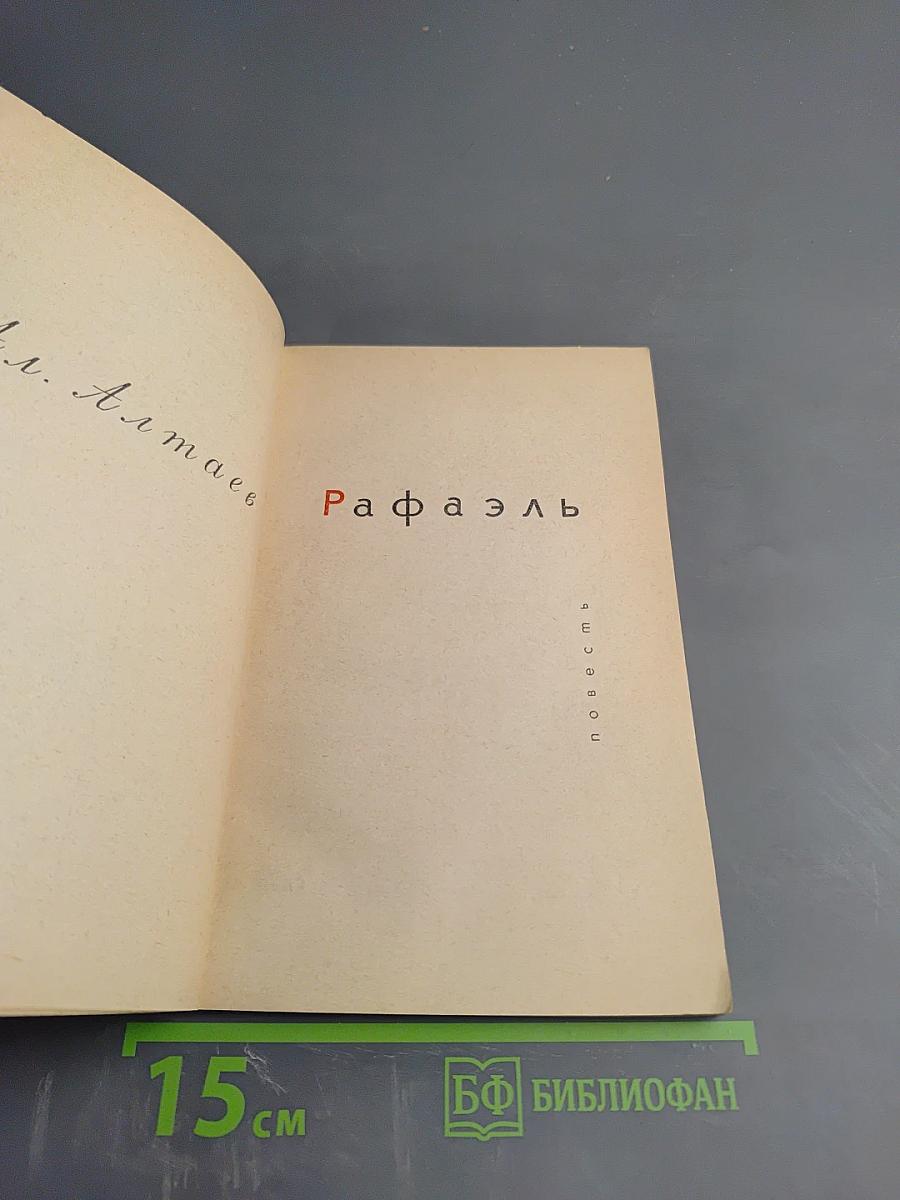 Ал. Алтаев
Рафаэль
повесть
15 см
БФ БИБЛИОФАН